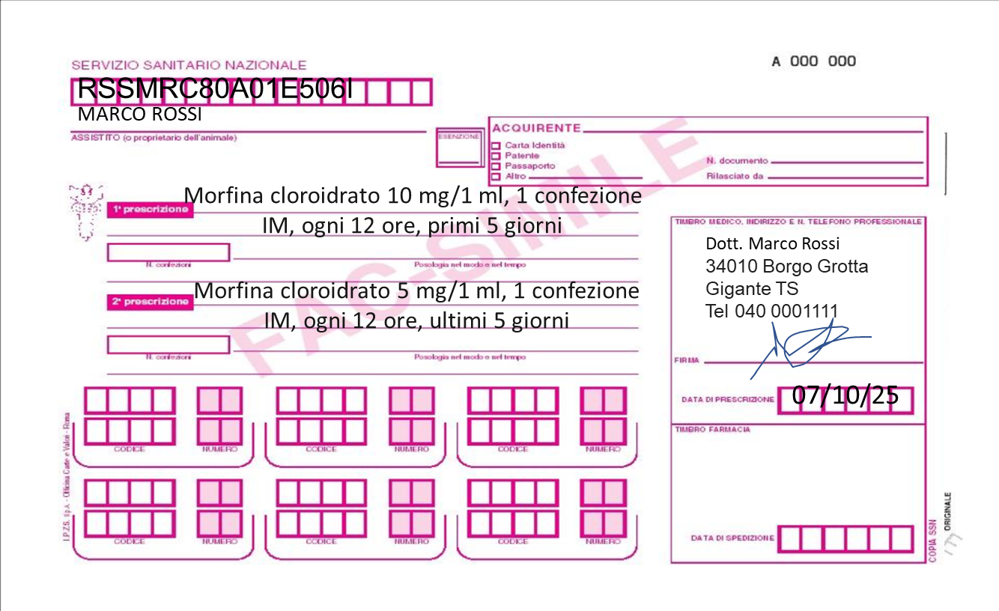 SERVIZIO SANITARIO NAZIONALE
A 000 000
RSSMRC80A01E506I
MARCO ROSSI
ASSISTITO (o proprietario dell'animale)
ESENZIONE
ACQUIRENTE
Carta Identità
Patente
Passaporto
Altro
N. documento
Rilasciato da
FAC-SIMILE
1ª prescrizione
Morfina cloroidrato 10 mg/1 ml, 1 confezione
IM, ogni 12 ore, primi 5 giorni
N. confezioni
Posologia nel modo e nel tempo
2ª prescrizione
Morfina cloroidrato 5 mg/1 ml, 1 confezione
IM, ogni 12 ore, ultimi 5 giorni
N. confezioni
Posologia nel modo e nel tempo
TIMBRO MEDICO, INDIRIZZO E N. TELEFONO PROFESSIONALE
Dott. Marco Rossi
34010 Borgo Grotta
Gigante TS
Tel 040 0001111
FIRMA
DATA DI PRESCRIZIONE
07/10/25
TIMBRO FARMACIA
DATA DI SPEDIZIONE
CODICE NUMERO CODICE NUMERO CODICE NUMERO
CODICE NUMERO CODICE NUMERO CODICE NUMERO
I.P.Z.S. S.p.A. - Officina Carte e Valori - Roma
COPIA SSN
ORIGINALE